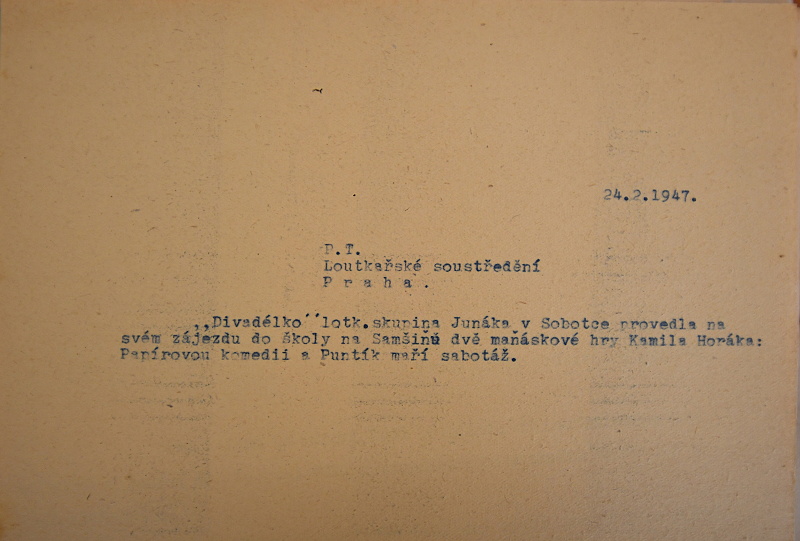 24.2.1947.
P.T.
Loutkařské soustředění
P r a h a .
,,Divadélko´´lotk.skupina Junáka v Sobotce provedla na
svém zájezdu do školy na Samšiňů dvě maňáskové hry Kamila Horáka:
Papírovou komedii a Puntík maří sabotáž.